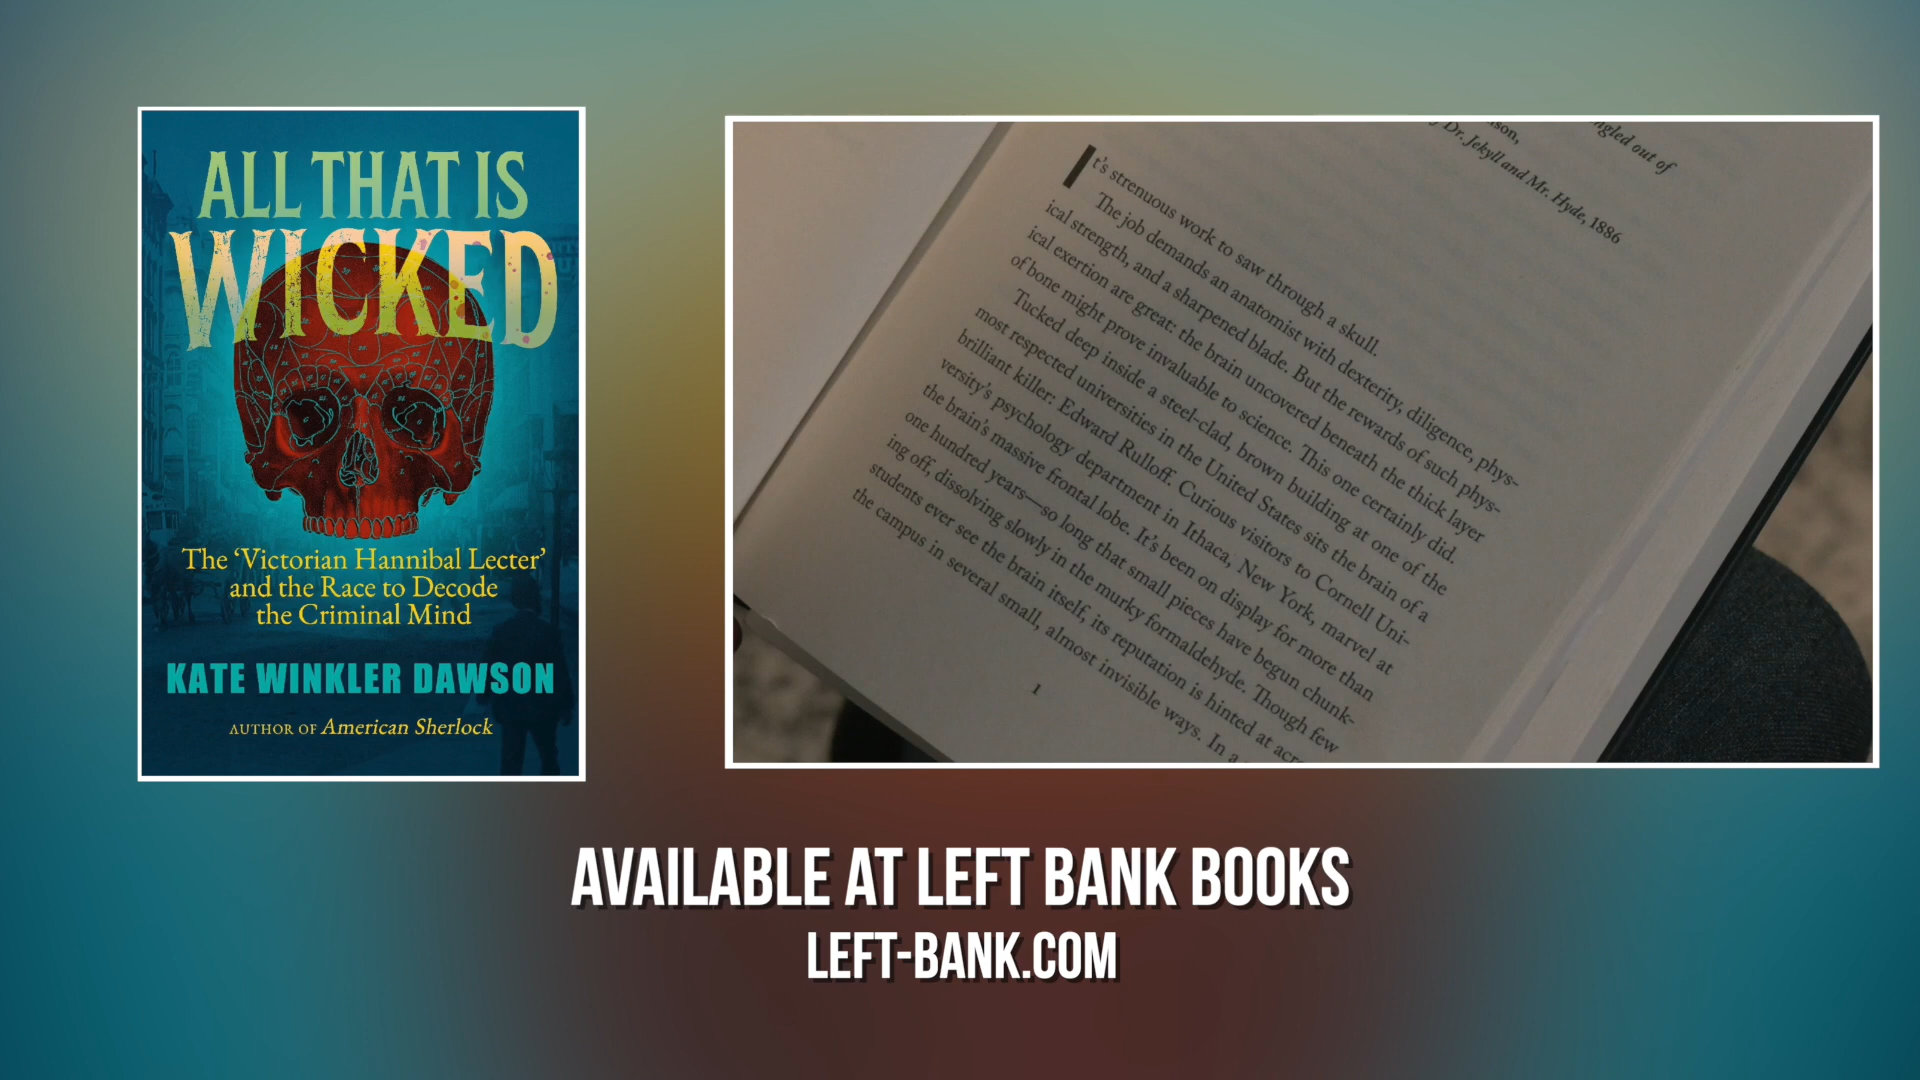 ALL THAT IS
WICKED
The ‘Victorian Hannibal Lecter’
and the Race to Decode
the Criminal Mind
KATE WINKLER DAWSON
AUTHOR OF American Sherlock
ngled out of
son,
Dr. Jekyll and Mr. Hyde, 1886
It’s strenuous work to saw through a skull.
The job demands an anatomist with dexterity, diligence, phys-
ical strength, and a sharpened blade. But the rewards of such phys-
ical exertion are great: the brain uncovered beneath the thick layer
of bone might prove invaluable to science. This one certainly did.
Tucked deep inside a steel-clad, brown building at one of the
most respected universities in the United States sits the brain of a
brilliant killer: Edward Rulloff. Curious visitors to Cornell Uni-
versity’s psychology department in Ithaca, New York, marvel at
the brain’s massive frontal lobe. It’s been on display for more than
one hundred years—so long that small pieces have begun chunk-
ing off, dissolving slowly in the murky formaldehyde. Though few
students ever see the brain itself, its reputation is hinted at acr
the campus in several small, almost invisible ways. In a
1
AVAILABLE AT LEFT BANK BOOKS
LEFT-BANK.COM